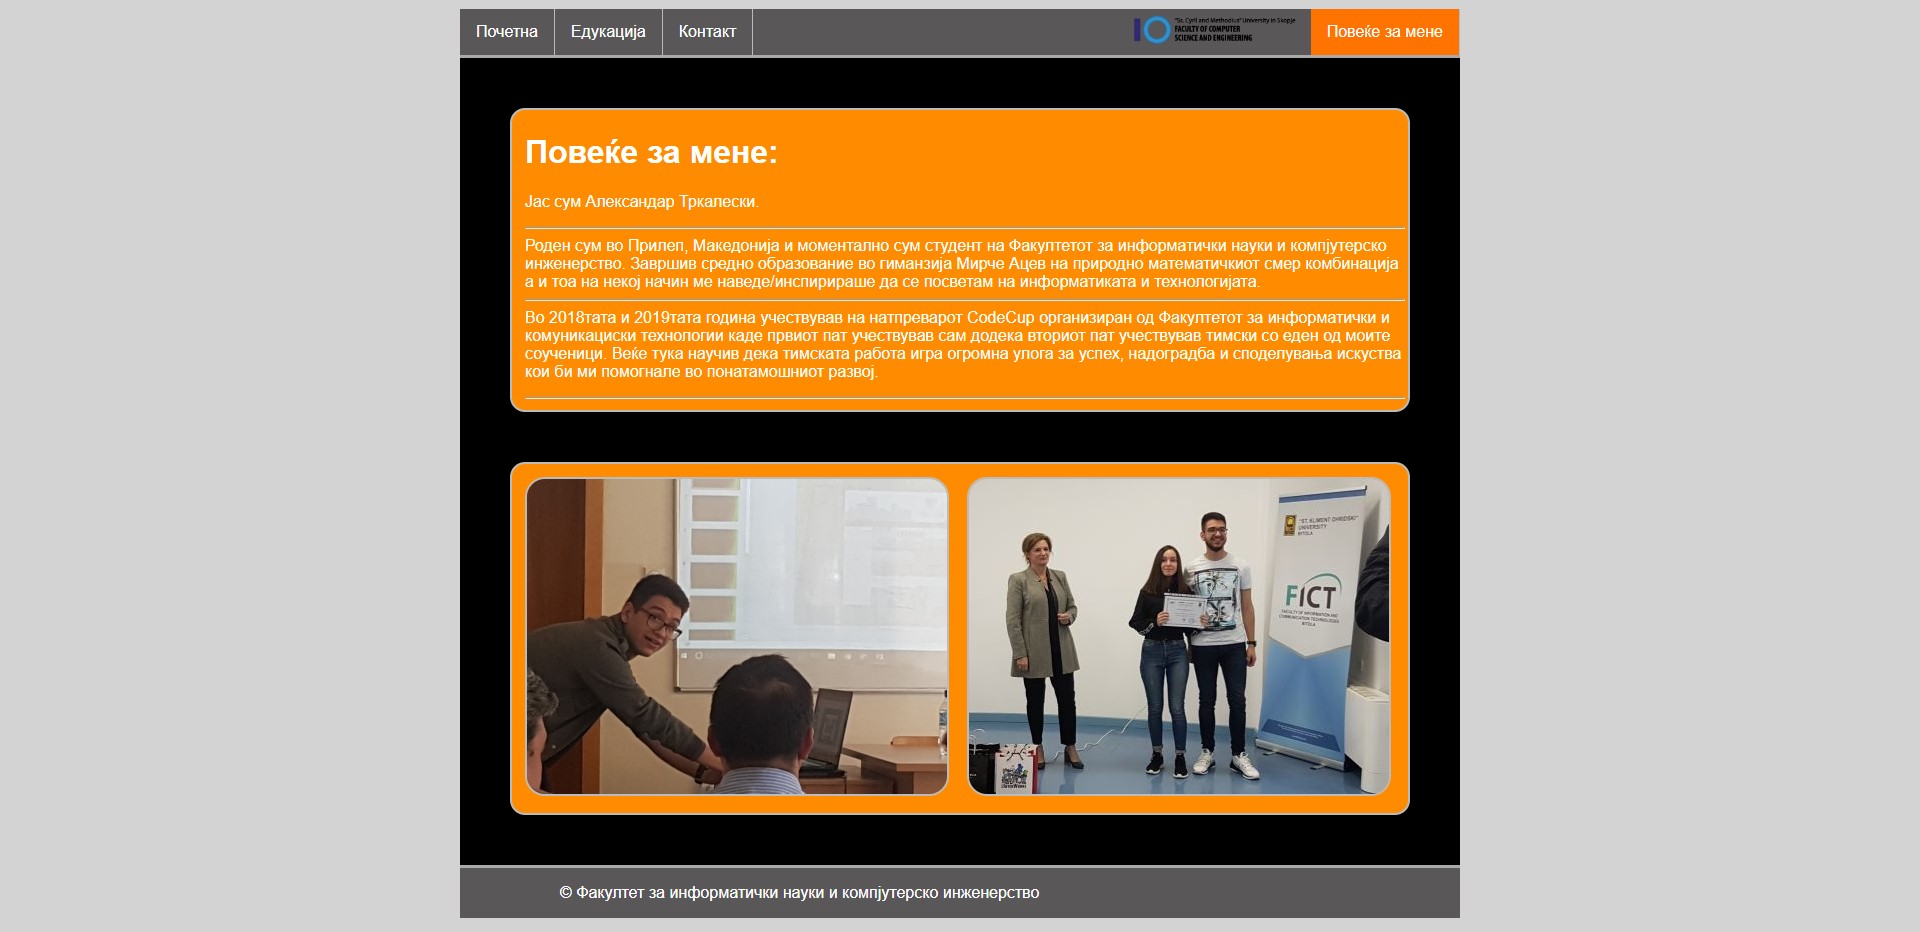 Почетна
Едукација
Контакт
"Ss. Cyril and Methodius" University in Skopje
FACULTY OF COMPUTER
SCIENCE AND ENGINEERING
Повеќе за мене
Повеќе за мене:
Јас сум Александар Тркалески.
Роден сум во Прилеп, Македонија и моментално сум студент на Факултетот за информатички науки и компјутерско
инженерство. Завршив средно образование во гиманзија Мирче Ацев на природно математичкиот смер комбинација
а и тоа на некој начин ме наведе/инспирираше да се посветам на информатиката и технологијата.
Во 2018тата и 2019тата година учествував на натпреварот CodeCup организиран од Факултетот за информатички и
комуникациски технологии каде првиот пат учествував сам додека вториот пат учествував тимски со еден од моите
соученици. Веќе тука научив дека тимската работа игра огромна улога за успех, надоградба и споделувања искуства
кои би ми помогнале во понатамошниот развој.
"ST. KLIMENT OHRIDSKI"
UNIVERSITY
BITOLA
FICT
FACULTY OF INFORMATION AND
COMMUNICATION TECHNOLOGIES
BITOLA
© Факултет за информатички науки и компјутерско инженерство